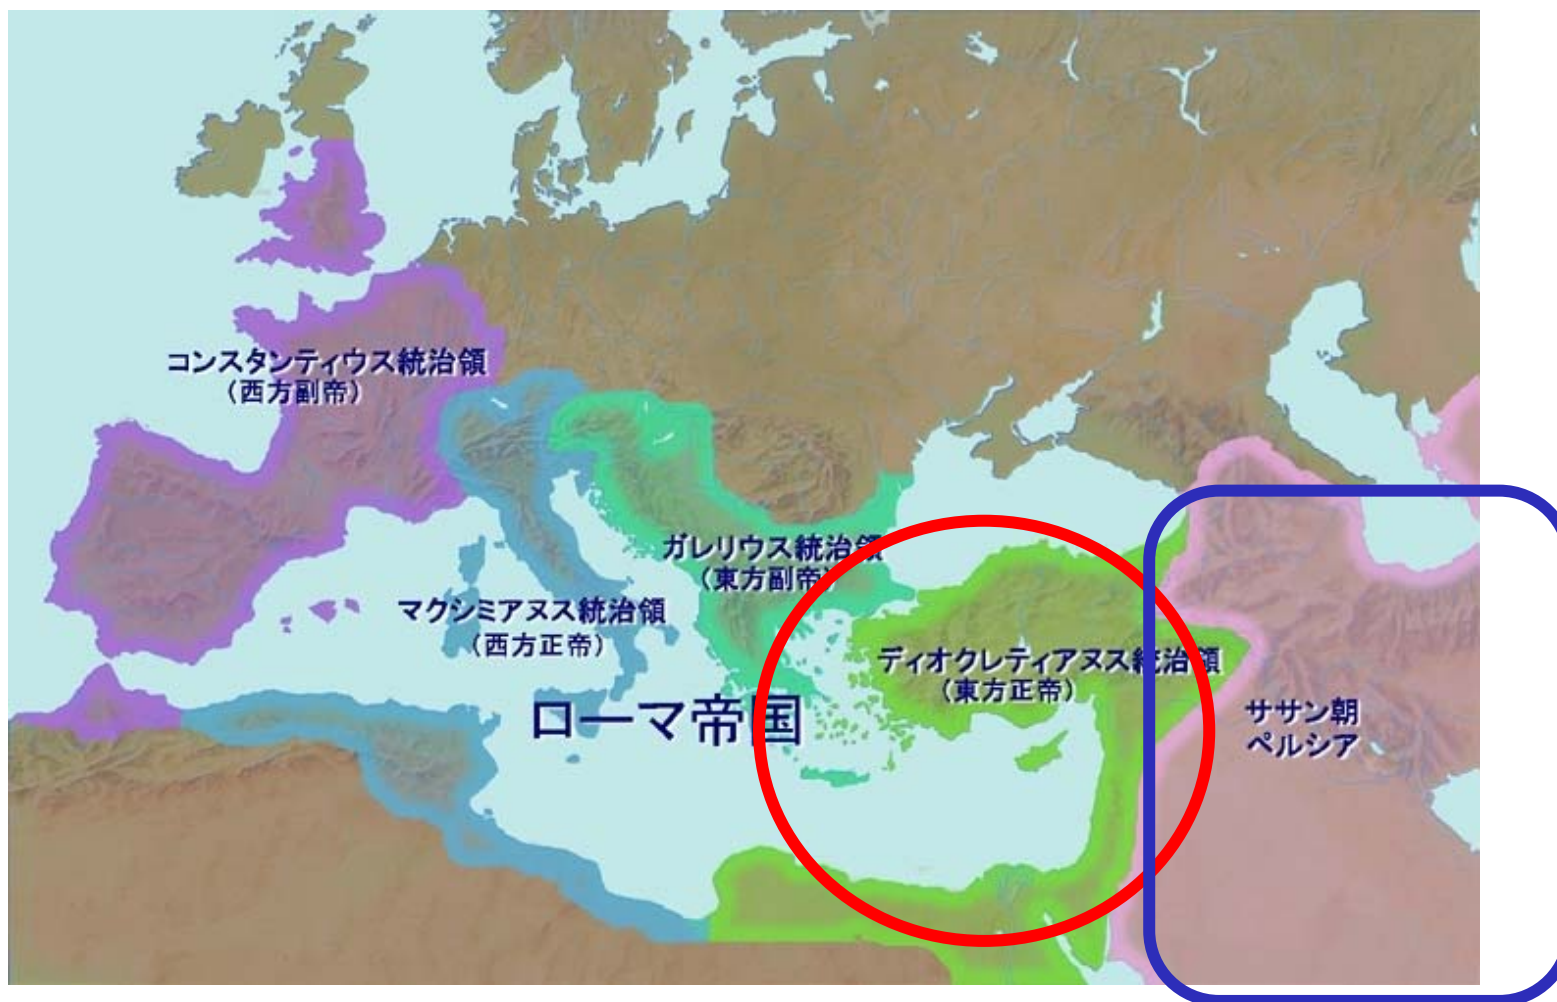 コンスタンティウス統治領
（西方副帝）
ガレリウス統治領
（東方副帝）
マクシミアヌス統治領
（西方正帝）
ディオクレティアヌス統治領
（東方正帝）
ローマ帝国
ササン朝
ペルシア